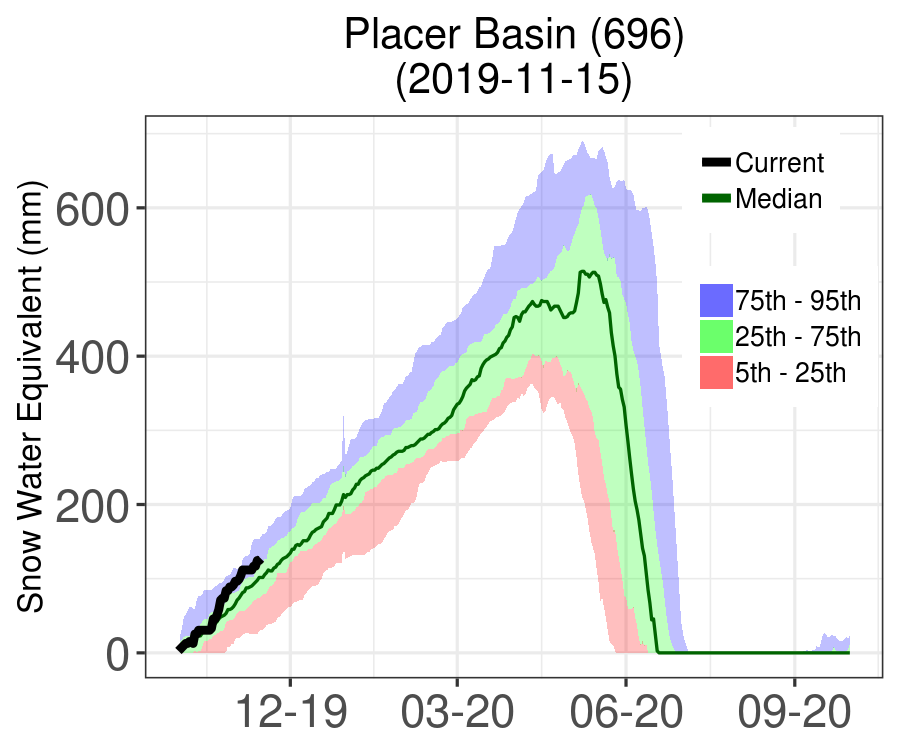 Placer Basin (696)
(2019-11-15)
Snow Water Equivalent (mm)
600
400
200
0
12-19
03-20
06-20
09-20
Current
Median
75th - 95th
25th - 75th
5th - 25th